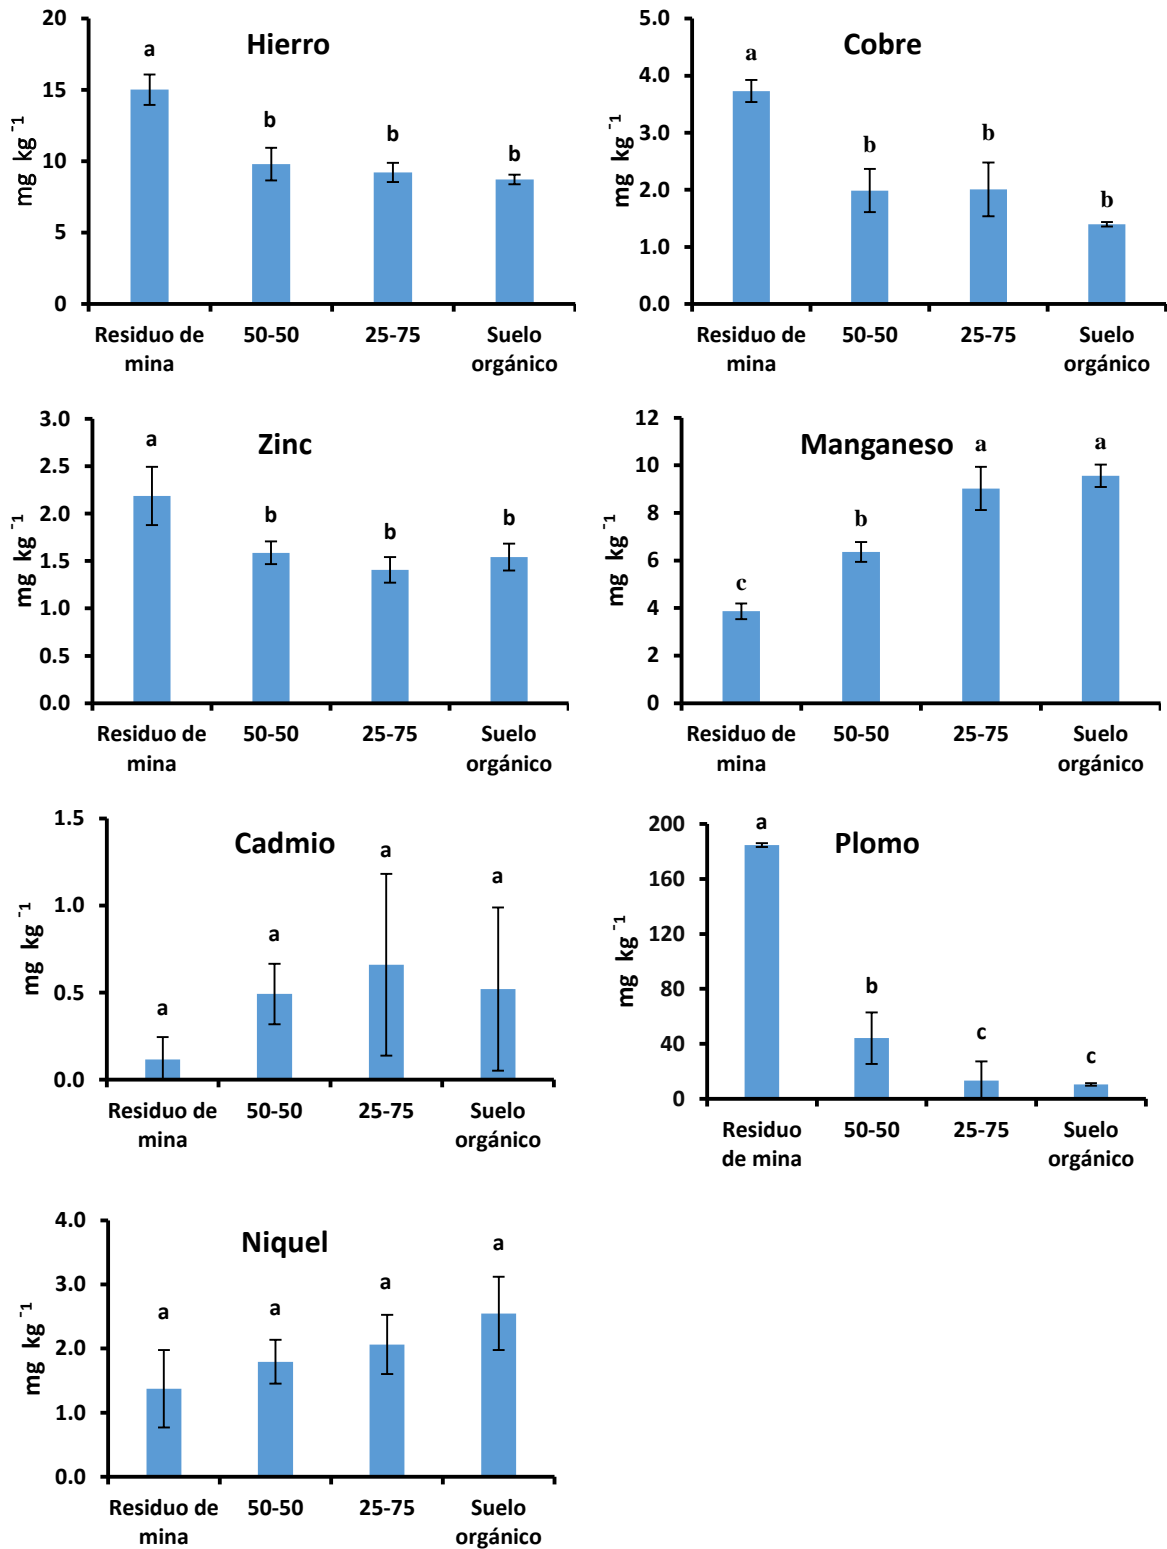 Hierro
mg kg⁻¹
20
15
10
5
0
a
b
b
b
Residuo de
mina
50-50
25-75
Suelo
orgánico
Cobre
mg kg⁻¹
5.0
4.0
3.0
2.0
1.0
0.0
a
b
b
b
Residuo de
mina
50-50
25-75
Suelo
orgánico
Zinc
mg kg⁻¹
3.0
2.5
2.0
1.5
1.0
0.5
0.0
a
b
b
b
Residuo de
mina
50-50
25-75
Suelo
orgánico
Manganeso
mg kg⁻¹
12
10
8
6
4
2
0
c
b
a
a
Residuo de
mina
50-50
25-75
Suelo
orgánico
Cadmio
mg kg⁻¹
1.5
1.0
0.5
0.0
a
a
a
a
Residuo de
mina
50-50
25-75
Suelo
orgánico
Plomo
mg kg⁻¹
200
160
120
80
40
0
a
b
c
c
Residuo
de mina
50-50
25-75
Suelo
orgánico
Niquel
mg kg⁻¹
4.0
3.0
2.0
1.0
0.0
a
a
a
a
Residuo de
mina
50-50
25-75
Suelo
orgánico